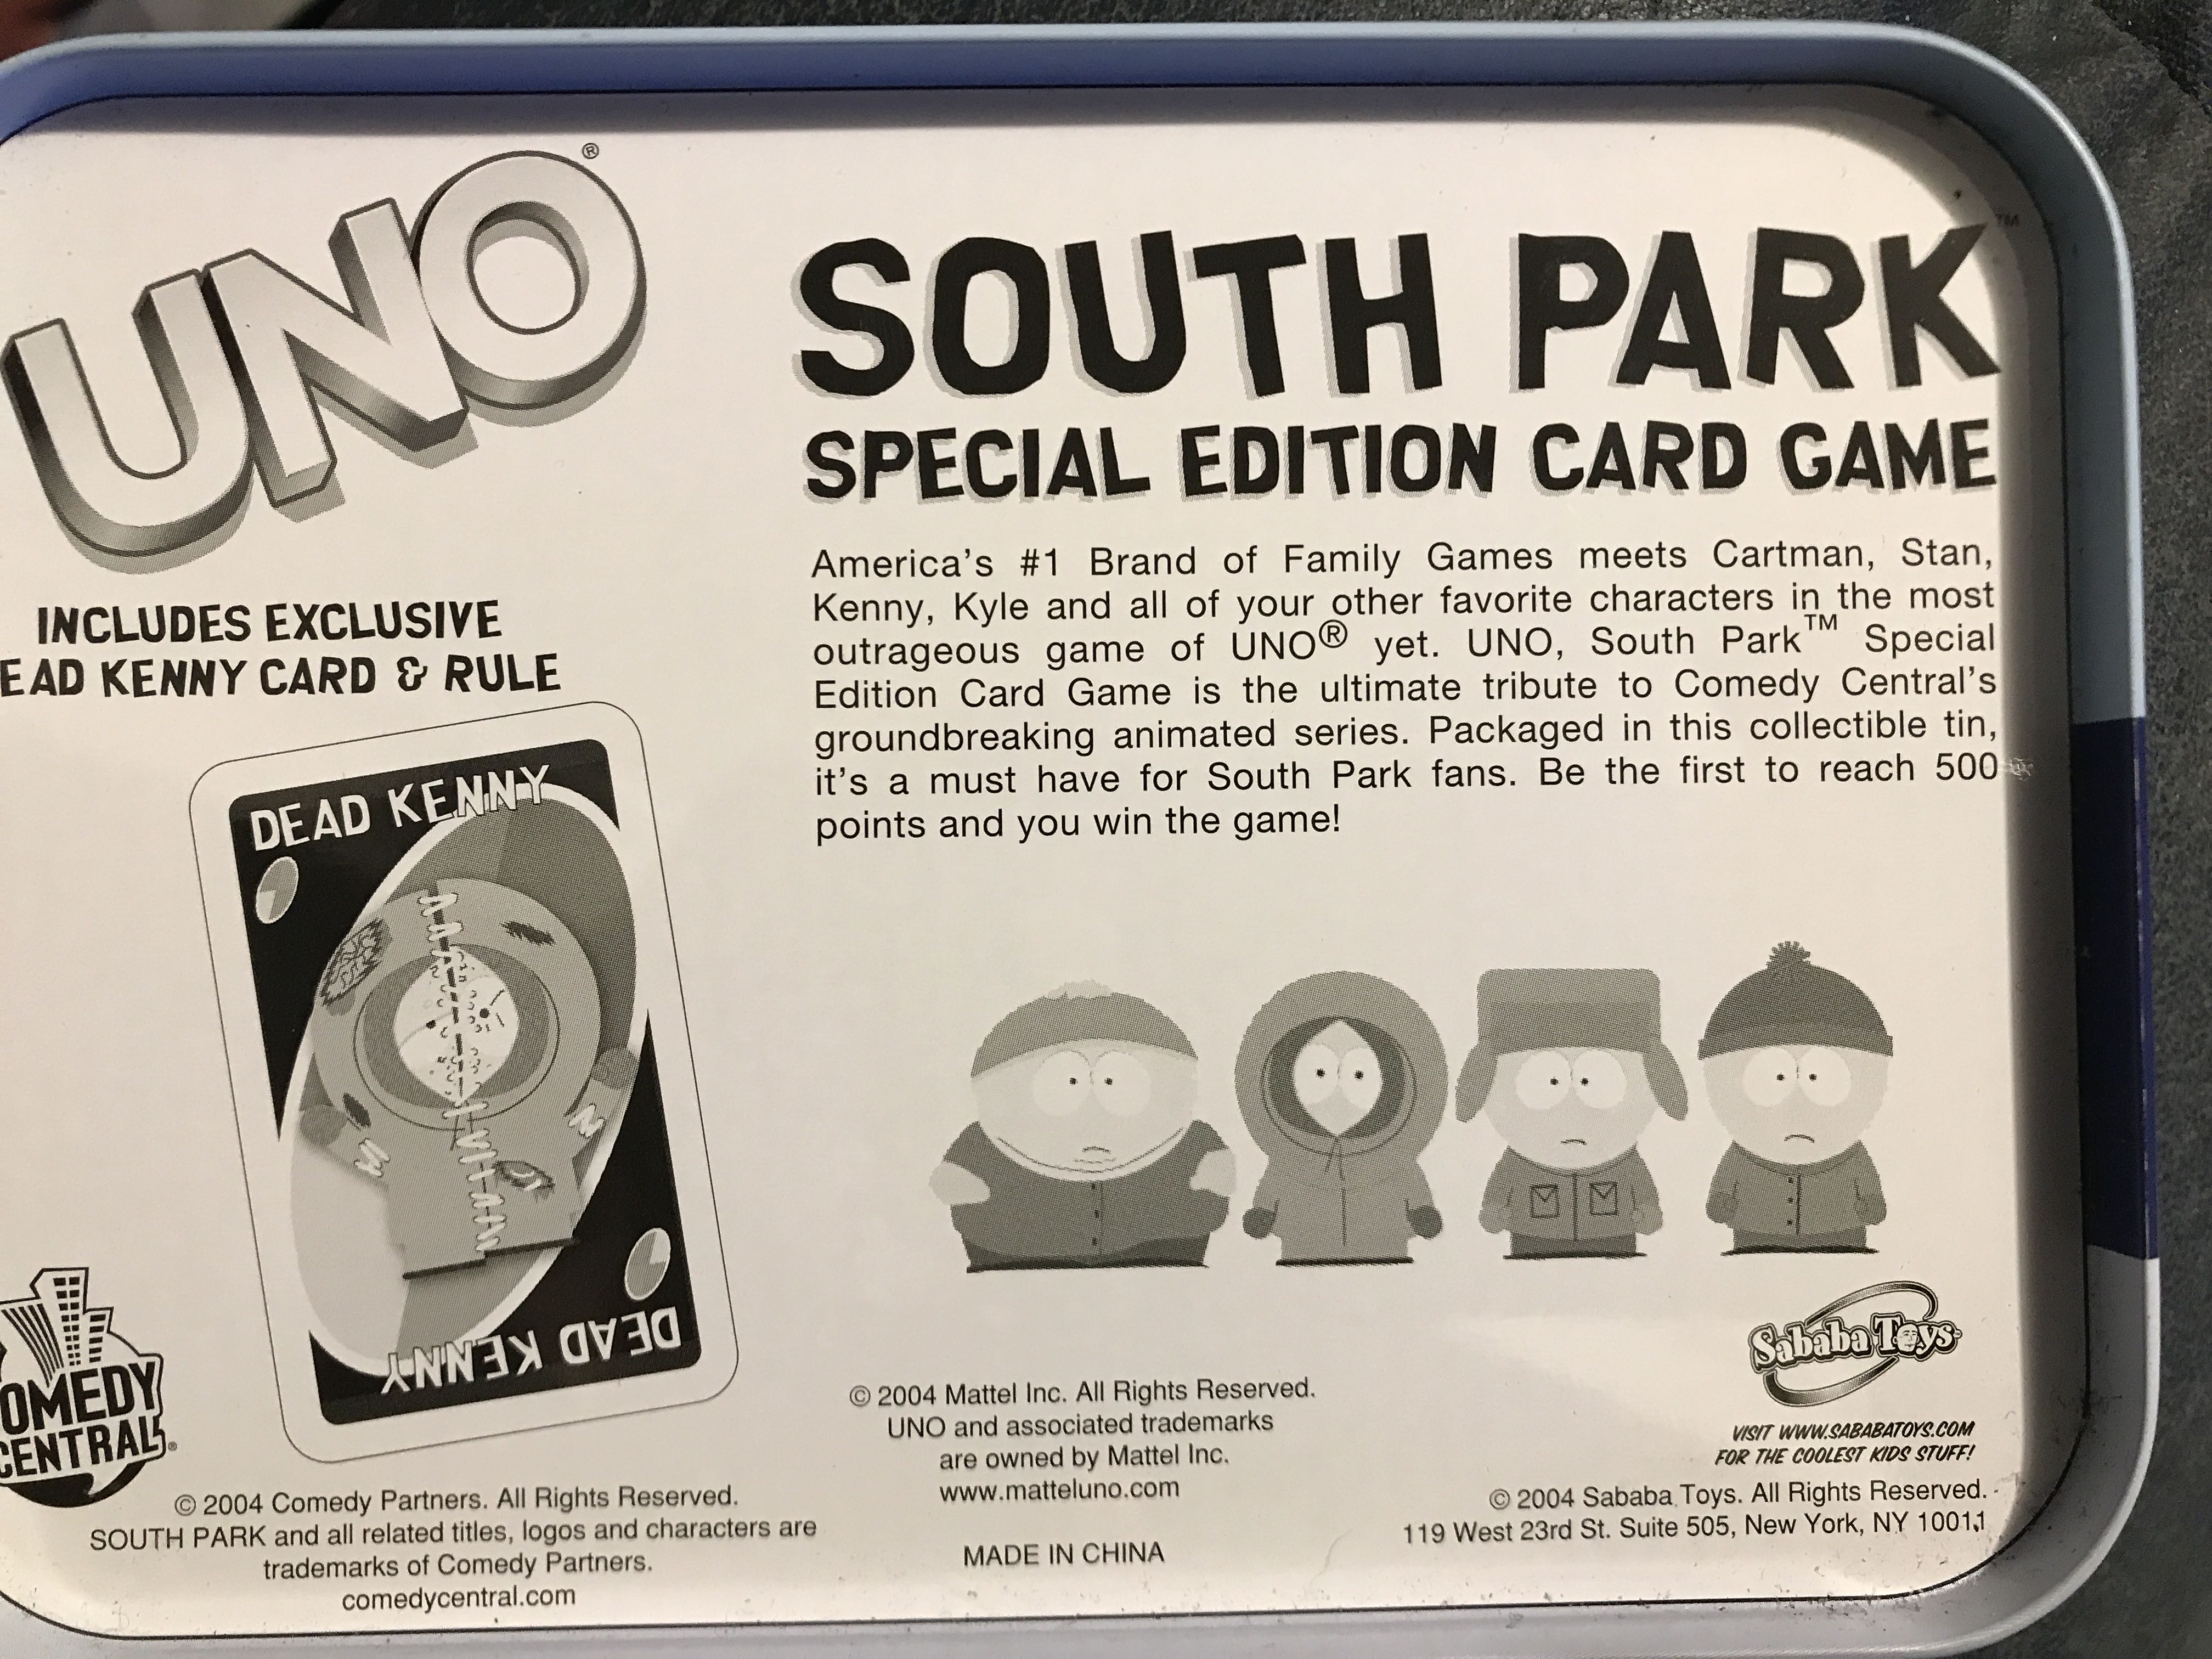 UNO®
INCLUDES EXCLUSIVE
EAD KENNY CARD & RULE
DEAD KENNY
DEAD KENNY
OMEDY
CENTRAL®
© 2004 Comedy Partners. All Rights Reserved.
SOUTH PARK and all related titles, logos and characters are
trademarks of Comedy Partners.
comedycentral.com
SOUTH PARK™
SPECIAL EDITION CARD GAME
America's #1 Brand of Family Games meets Cartman, Stan,
Kenny, Kyle and all of your other favorite characters in the most
outrageous game of UNO® yet. UNO, South Park™ Special
Edition Card Game is the ultimate tribute to Comedy Central's
groundbreaking animated series. Packaged in this collectible tin,
it's a must have for South Park fans. Be the first to reach 500
points and you win the game!
© 2004 Mattel Inc. All Rights Reserved.
UNO and associated trademarks
are owned by Mattel Inc.
www.matteluno.com
MADE IN CHINA
Sababa Toys
VISIT WWW.SABABATOYS.COM
FOR THE COOLEST KIDS STUFF!
© 2004 Sababa Toys. All Rights Reserved.
119 West 23rd St. Suite 505, New York, NY 10011